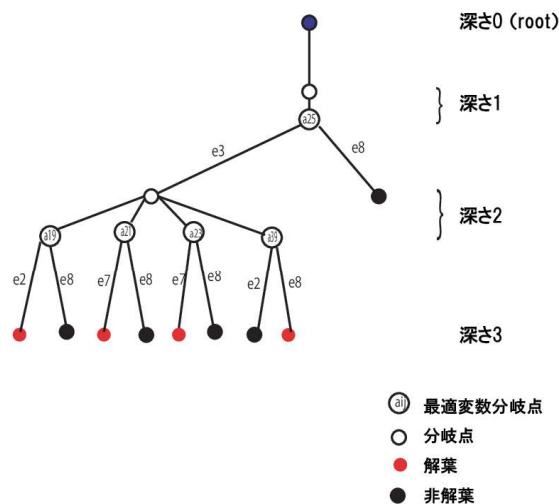 深さ0 (root)
深さ1
a25
e3
e8
深さ2
a19
a21
a23
a39
e2
e8
e7
e8
e7
e8
e2
e8
深さ3
aij
最適変数分岐点
分岐点
解葉
非解葉